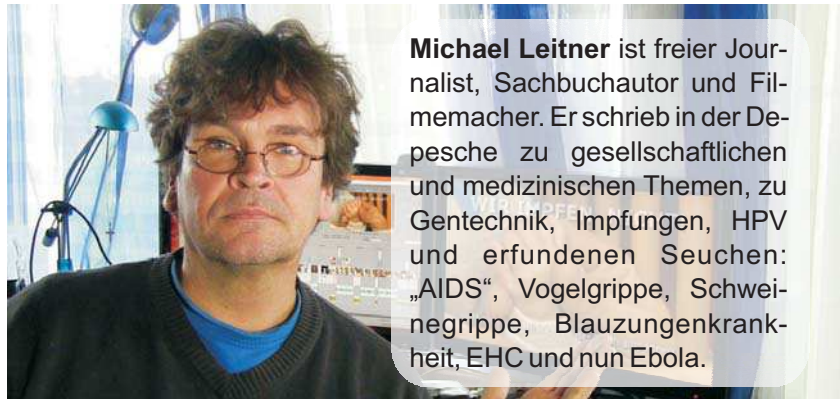 Michael Leitner ist freier Jour-
nalist, Sachbuchautor und Fil-
memacher. Er schrieb in der De-
pesche zu gesellschaftlichen
und medizinischen Themen, zu
Gentechnik, Impfungen, HPV
und erfundenen Seuchen:
„AIDS“, Vogelgrippe, Schwei-
negrippe, Blauzungenkrank-
heit, EHC und nun Ebola.
WIR IMPFEN